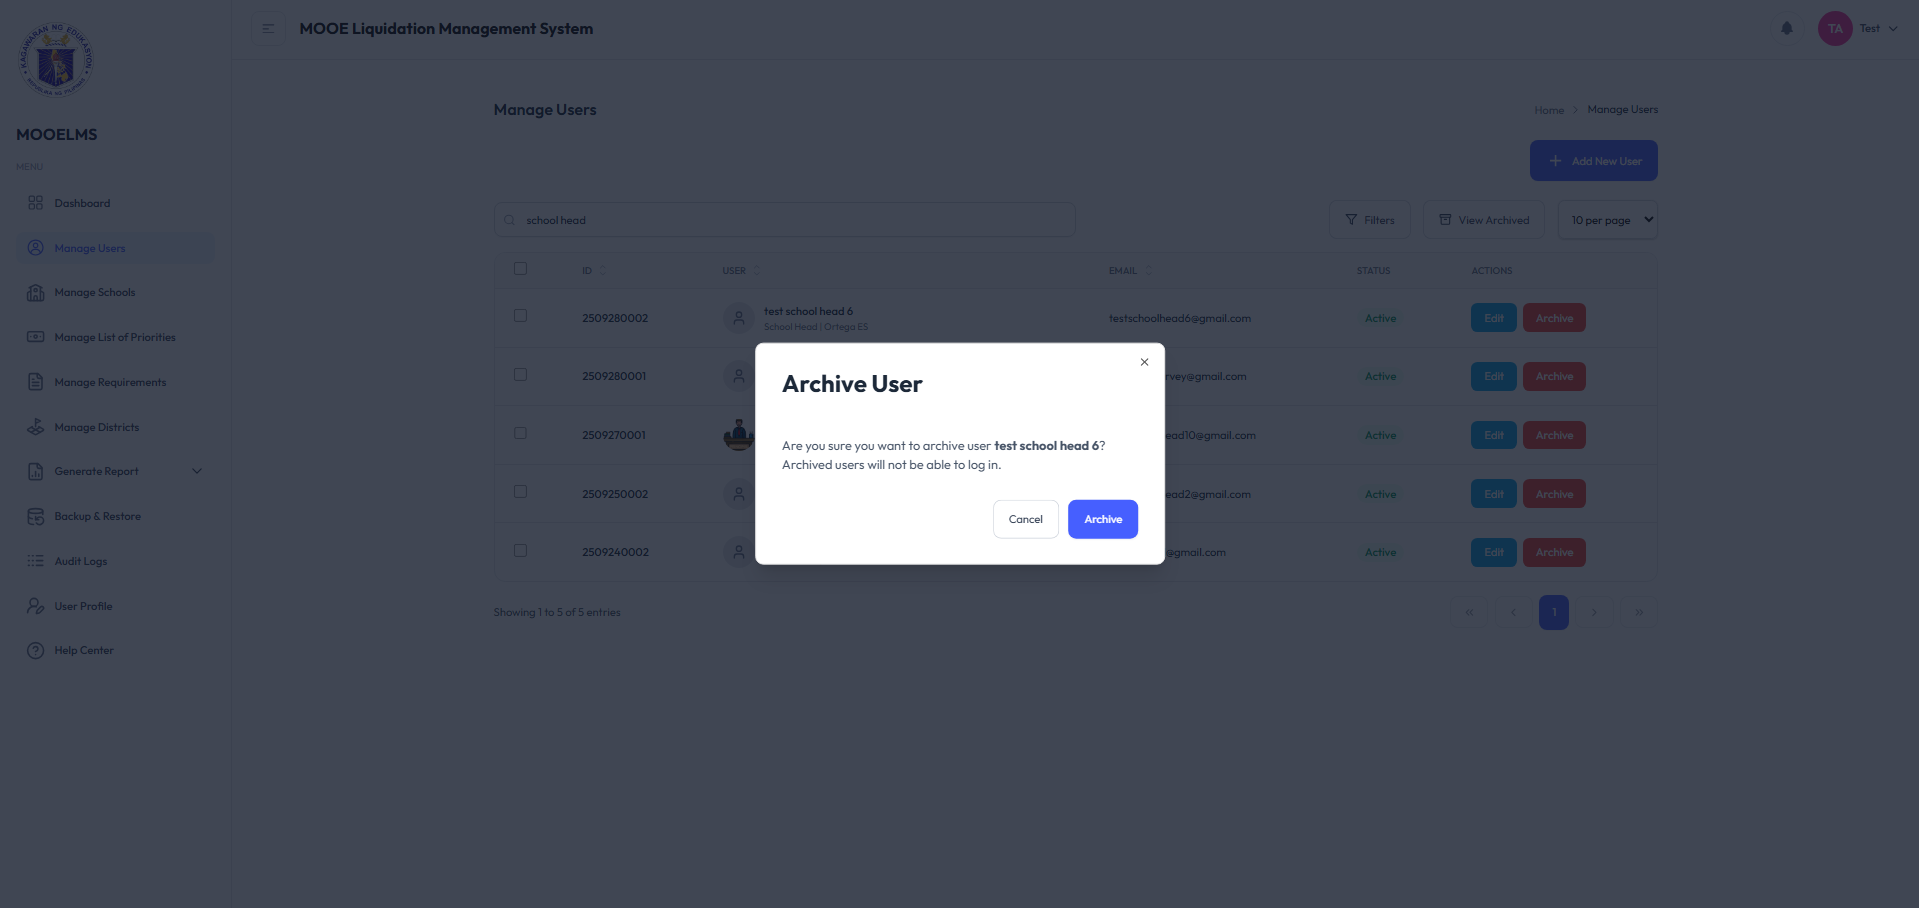 KAGAWARAN NG EDUKASYON
REPUBLIKA NG PILIPINAS
MOOELMS
MENU
Dashboard
Manage Users
Manage Schools
Manage List of Priorities
Manage Requirements
Manage Districts
Generate Report
Backup & Restore
Audit Logs
User Profile
Help Center
MOOE Liquidation Management System
TA Test
Manage Users
Home > Manage Users
+ Add New User
school head
Filters
View Archived
10 per page
ID USER EMAIL STATUS ACTIONS
2509280002 test school head 6 testschoolhead6@gmail.com Active Edit Archive
School Head | Ortega ES
2509280001 rvey@gmail.com Active Edit Archive
2509270001 ead10@gmail.com Active Edit Archive
2509250002 ead2@gmail.com Active Edit Archive
2509240002 @gmail.com Active Edit Archive
Showing 1 to 5 of 5 entries
« ‹ 1 › »
Archive User
Are you sure you want to archive user test school head 6?
Archived users will not be able to log in.
Cancel
Archive